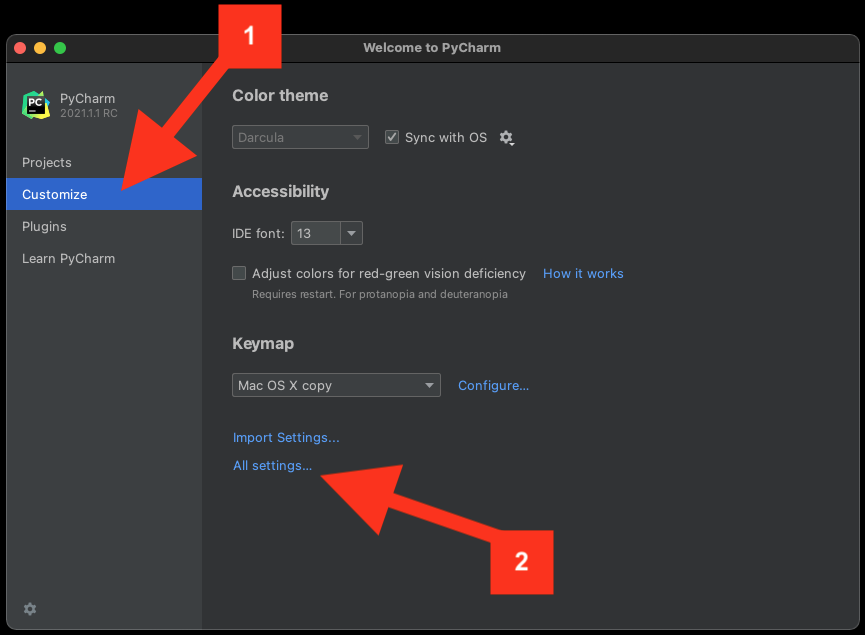 1
Welcome to PyCharm
PC
PyCharm
2021.1.1 RC
Projects
Customize
Plugins
Learn PyCharm
Color theme
Darcula
Sync with OS
Accessibility
IDE font: 13
Adjust colors for red-green vision deficiency How it works
Requires restart. For protanopia and deuteranopia
Keymap
Mac OS X copy
Configure...
Import Settings...
All settings...
2